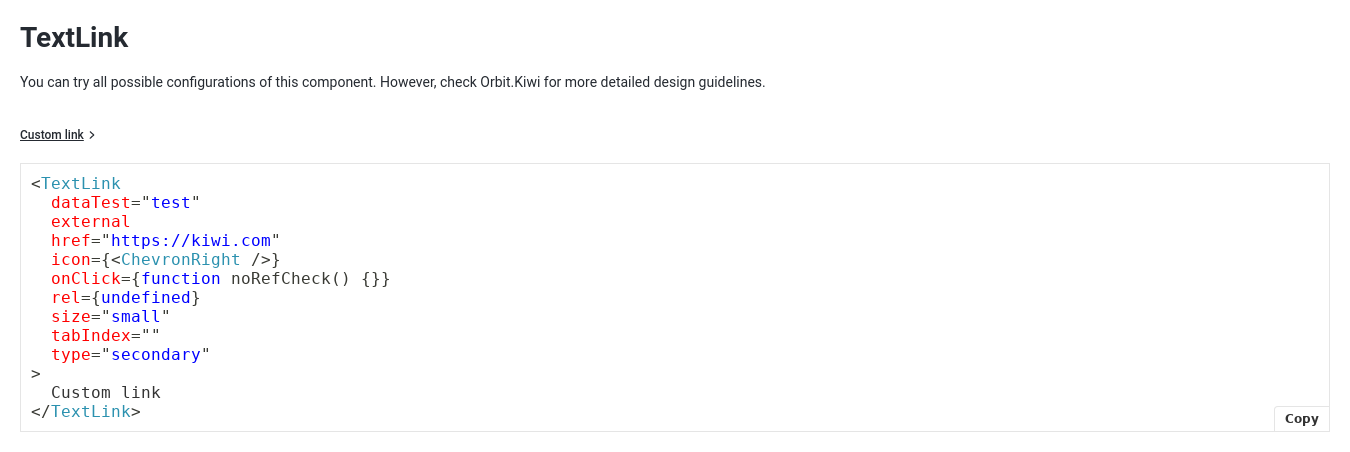 TextLink
You can try all possible configurations of this component. However, check Orbit.Kiwi for more detailed design guidelines.
Custom link
<TextLink
  dataTest="test"
  external
  href="https://kiwi.com"
  icon={<ChevronRight />}
  onClick={function noRefCheck() {}}
  rel={undefined}
  size="small"
  tabIndex=""
  type="secondary"
>
  Custom link
</TextLink>
Copy